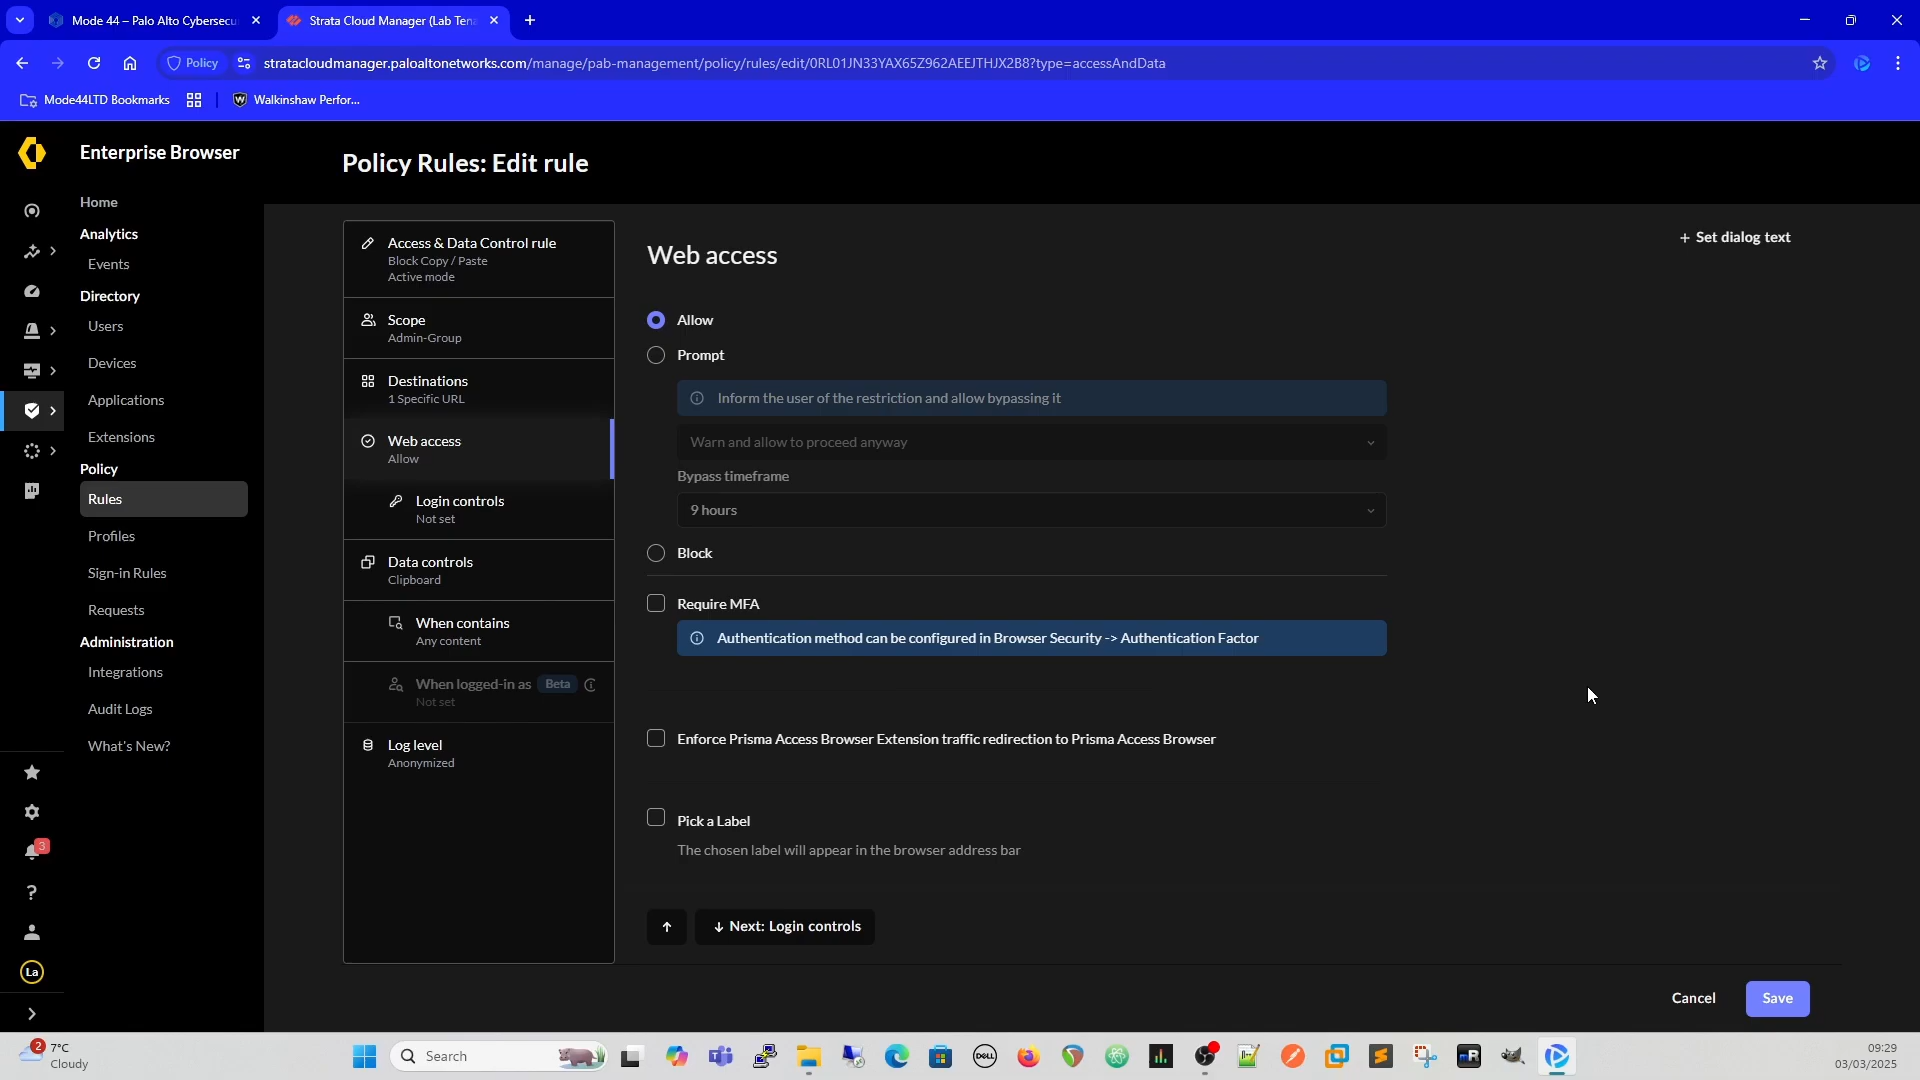 Mode 44 – Palo Alto Cybersecu
Strata Cloud Manager (Lab Ten
Policy
stratacloudmanager.paloaltonetworks.com/manage/pab-management/policy/rules/edit/0RL01JN33YAX65Z962AEEJTHJX2B8?type=accessAndData
Mode44LTD Bookmarks
Walkinshaw Perfor...
Enterprise Browser
Home
Analytics
Events
Directory
Users
Devices
Applications
Extensions
Policy
Rules
Profiles
Sign-in Rules
Requests
Administration
Integrations
Audit Logs
What's New?
3
La
Policy Rules: Edit rule
Access & Data Control rule
Block Copy / Paste
Active mode
Scope
Admin-Group
Destinations
1 Specific URL
Web access
Allow
Login controls
Not set
Data controls
Clipboard
When contains
Any content
When logged-in as Beta
Not set
Log level
Anonymized
Web access
+ Set dialog text
Allow
Prompt
Inform the user of the restriction and allow bypassing it
Warn and allow to proceed anyway
Bypass timeframe
9 hours
Block
Require MFA
Authentication method can be configured in Browser Security -> Authentication Factor
Enforce Prisma Access Browser Extension traffic redirection to Prisma Access Browser
Pick a Label
The chosen label will appear in the browser address bar
Next: Login controls
Cancel
Save
2
7°C
Cloudy
Search
DELL
09:29
03/03/2025